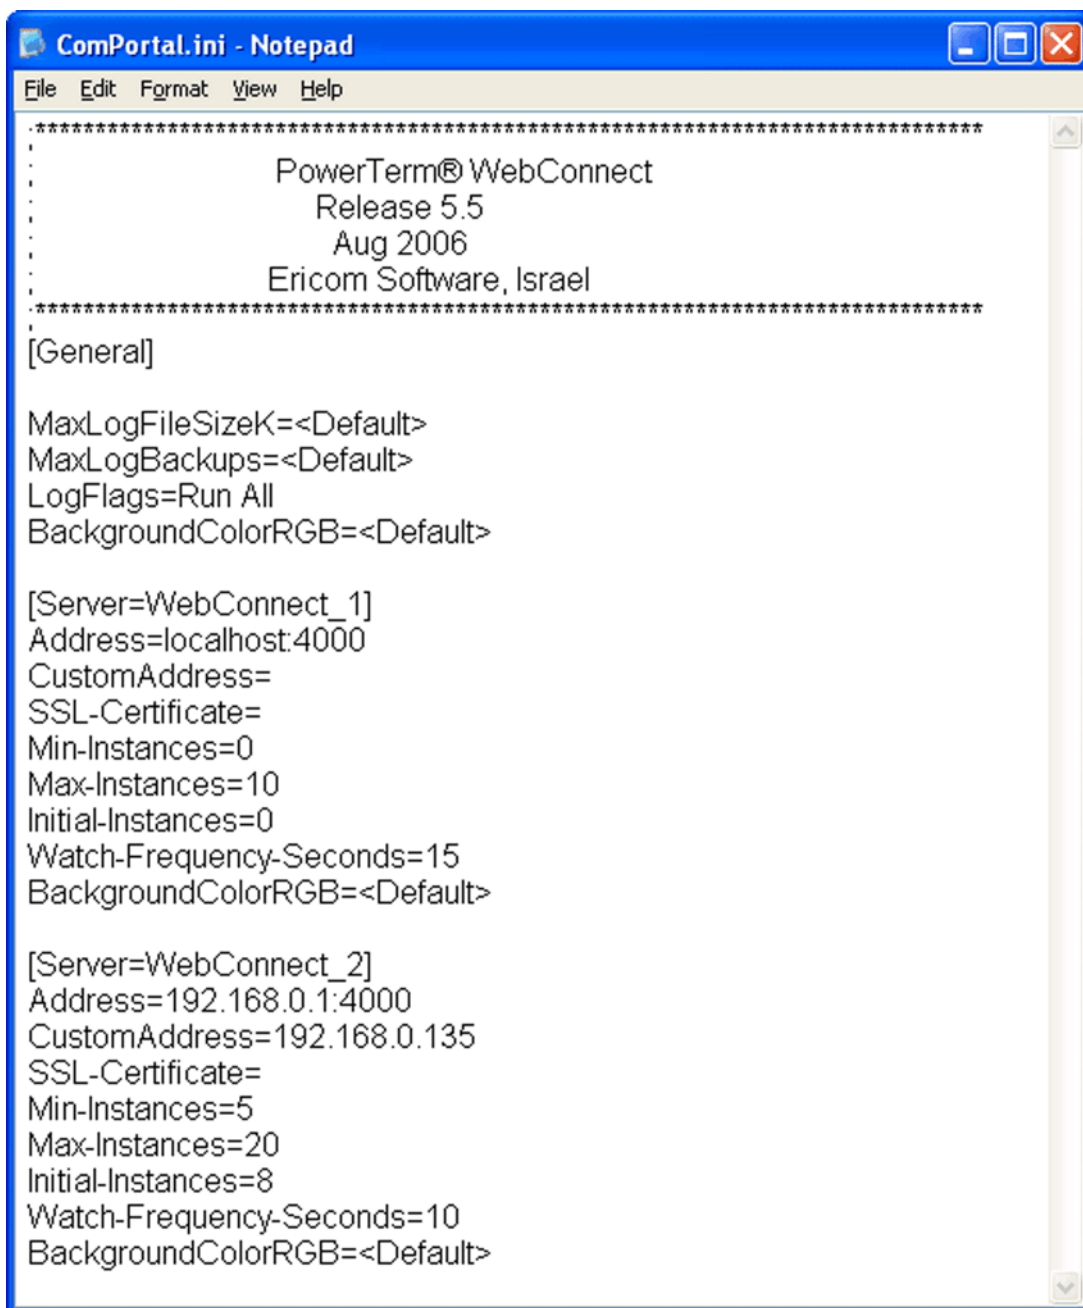 ComPortal.ini - Notepad
File Edit Format View Help
;*******************************************************************************
; PowerTerm® WebConnect
; Release 5.5
; Aug 2006
; Ericom Software, Israel
;*******************************************************************************
[General]
MaxLogFileSizeK=<Default>
MaxLogBackups=<Default>
LogFlags=Run All
BackgroundColorRGB=<Default>
[Server=WebConnect_1]
Address=localhost:4000
CustomAddress=
SSL-Certificate=
Min-Instances=0
Max-Instances=10
Initial-Instances=0
Watch-Frequency-Seconds=15
BackgroundColorRGB=<Default>
[Server=WebConnect_2]
Address=192.168.0.1:4000
CustomAddress=192.168.0.135
SSL-Certificate=
Min-Instances=5
Max-Instances=20
Initial-Instances=8
Watch-Frequency-Seconds=10
BackgroundColorRGB=<Default>